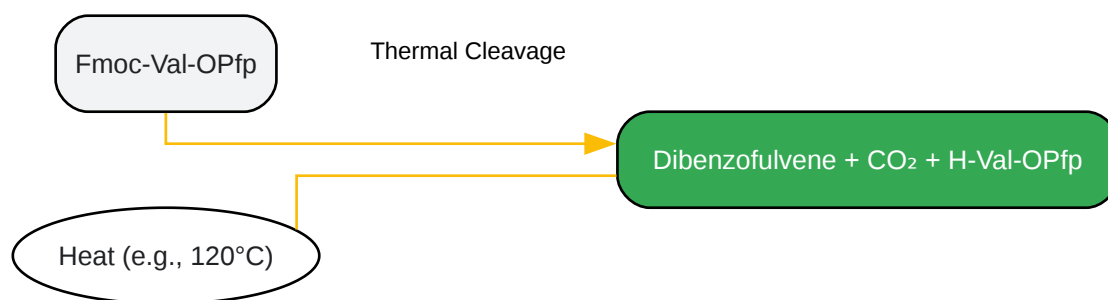 Fmoc-Val-OPfp
Thermal Cleavage
Dibenzofulvene + CO₂ + H-Val-OPfp
Heat (e.g., 120°C)